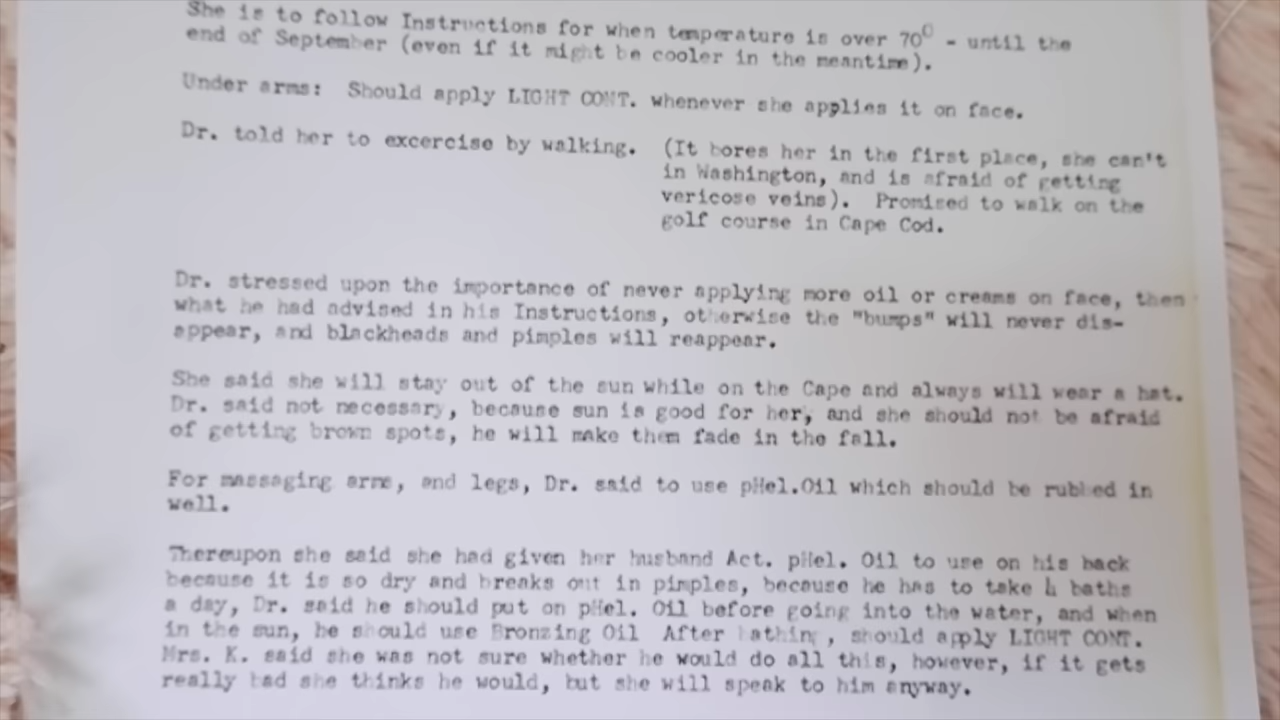 She is to follow Instructions for when temperature is over 70⁰ - until the
end of September (even if it might be cooler in the meantime).
Under arms: Should apply LIGHT CONT. whenever she applies it on face.
Dr. told her to excercise by walking. (It bores her in the first place, she can't
in Washington, and is afraid of getting
vericose veins). Promised to walk on the
golf course in Cape Cod.
Dr. stressed upon the importance of never applying more oil or creams on face, then
what he had advised in his Instructions, otherwise the "bumps" will never dis-
appear, and blackheads and pimples will reappear.
She said she will stay out of the sun while on the Cape and always will wear a hat.
Dr. said not necessary, because sun is good for her, and she should not be afraid
of getting brown spots, he will make them fade in the fall.
For massaging arms, and legs, Dr. said to use pHel.Oil which should be rubbed in
well.
Thereupon she said she had given her husband Act. pHel. Oil to use on his back
because it is so dry and breaks out in pimples, because he has to take 4 baths
a day, Dr. said he should put on pHel. Oil before going into the water, and when
in the sun, he should use Bronzing Oil After bathing, should apply LIGHT CONT.
Mrs. K. said she was not sure whether he would do all this, however, if it gets
really bad she thinks he would, but she will speak to him anyway.